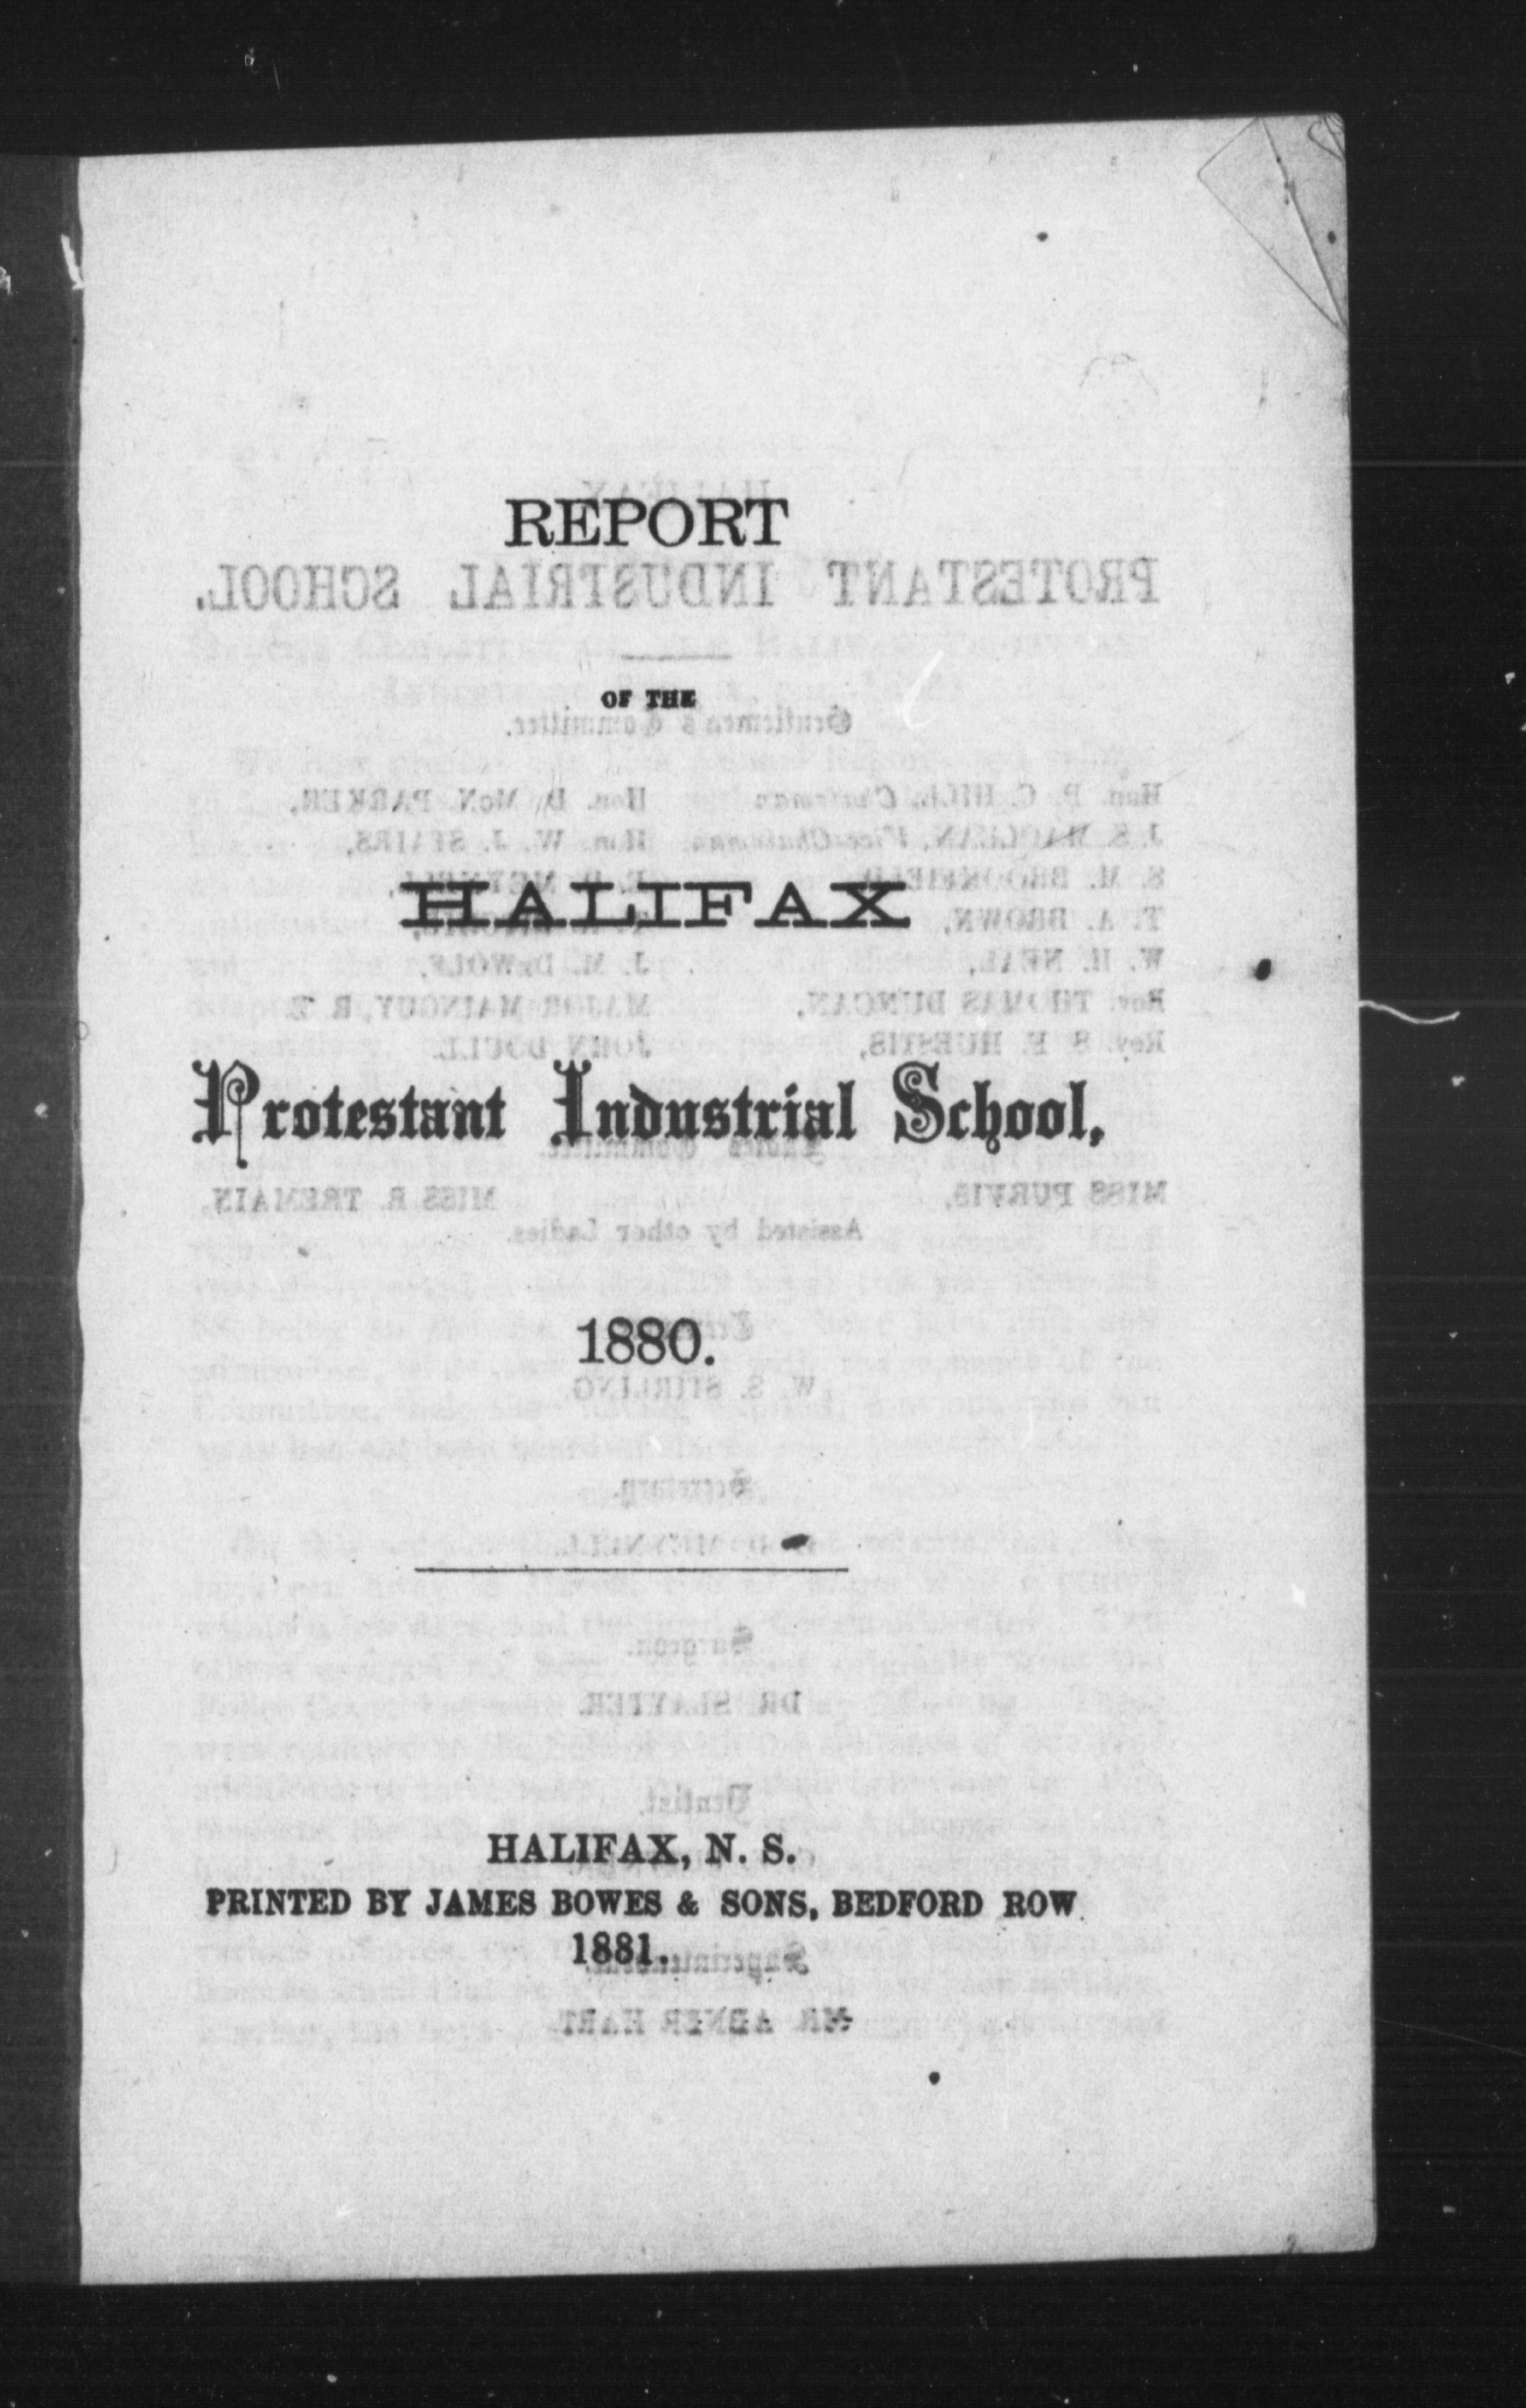 REPORT
OF THE
HALIFAX
Protestant Industrial School,
1880.
HALIFAX, N. S.
PRINTED BY JAMES BOWES & SONS, BEDFORD ROW
1881.